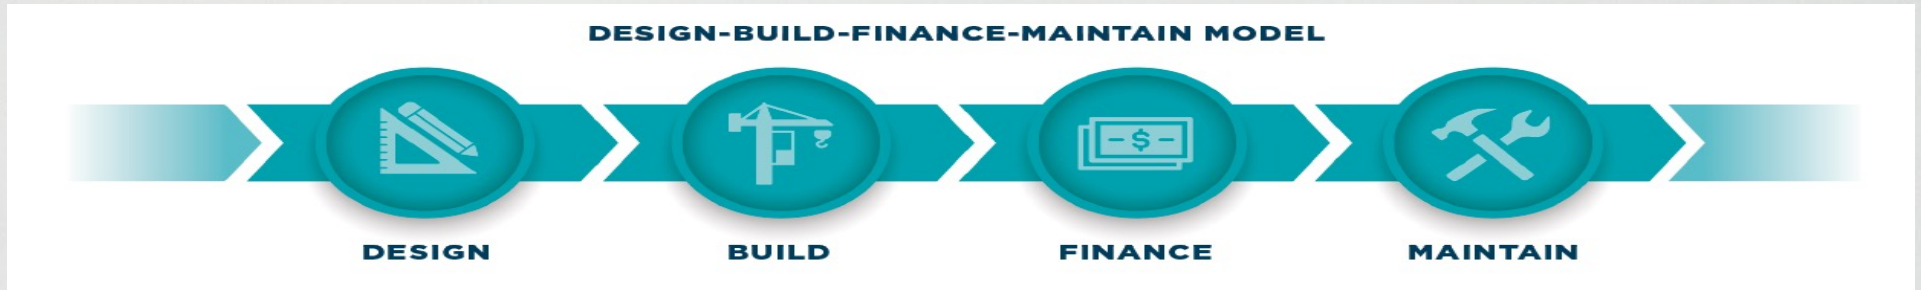 DESIGN-BUILD-FINANCE-MAINTAIN MODEL
$
DESIGN
BUILD
FINANCE
MAINTAIN